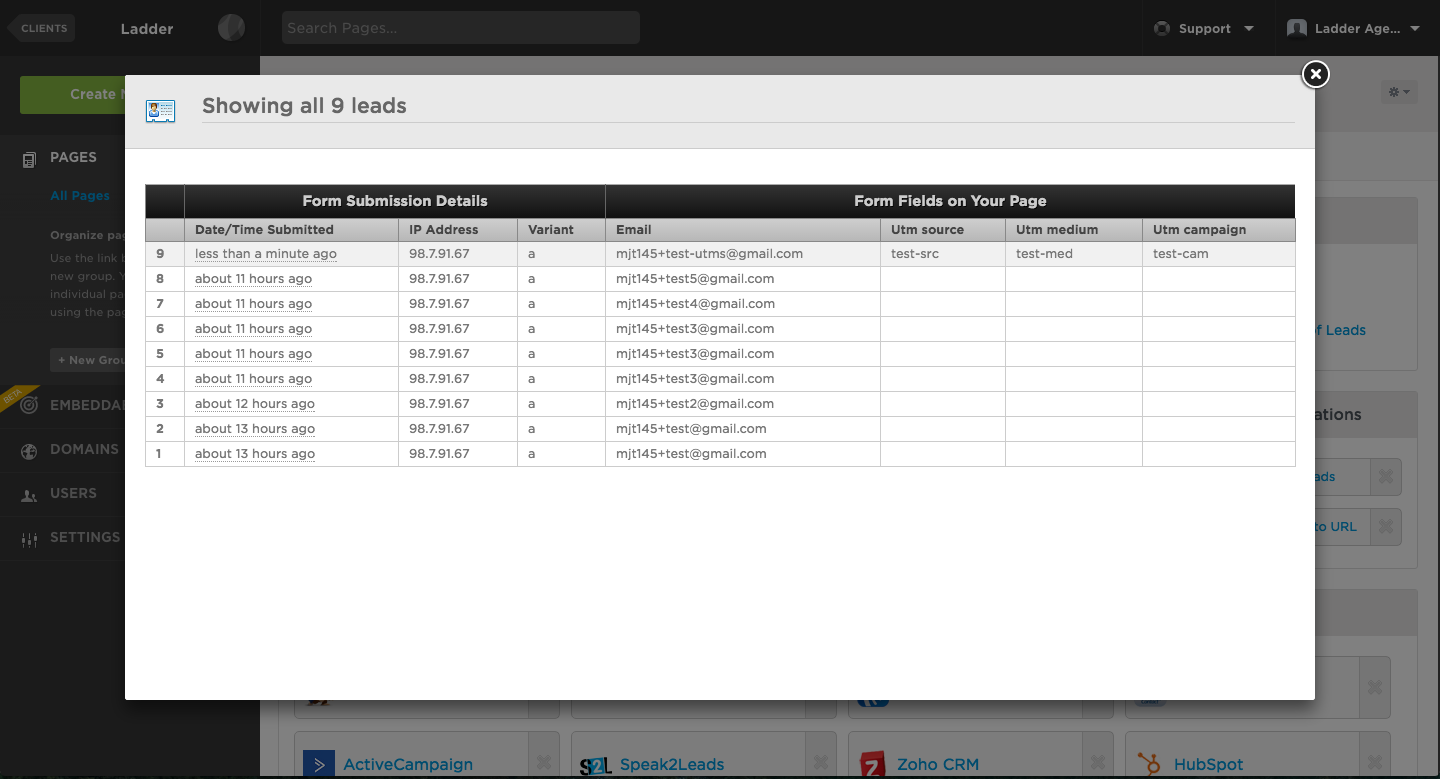 CLIENTS
Ladder
Search Pages...
Support
Ladder Age...
Create
Showing all 9 leads
PAGES
All Pages
Organize
Use the link
new group.
individual
using the
+ New
BETA
DOMAINS
USERS
SETTINGS
Form Submission Details Form Fields on Your Page
Date/Time Submitted IP Address Variant Email Utm source Utm medium Utm campaign
9 less than a minute ago 98.7.91.67 a mjt145+test-utms@gmail.com test-src test-med test-cam
8 about 11 hours ago 98.7.91.67 a mjt145+test5@gmail.com
7 about 11 hours ago 98.7.91.67 a mjt145+test4@gmail.com
6 about 11 hours ago 98.7.91.67 a mjt145+test3@gmail.com
5 about 11 hours ago 98.7.91.67 a mjt145+test3@gmail.com
4 about 11 hours ago 98.7.91.67 a mjt145+test3@gmail.com
3 about 12 hours ago 98.7.91.67 a mjt145+test2@gmail.com
2 about 13 hours ago 98.7.91.67 a mjt145+test@gmail.com
1 about 13 hours ago 98.7.91.67 a mjt145+test@gmail.com
of Leads
to URL
ActiveCampaign
S2L Speak2Leads
Zoho CRM
HubSpot